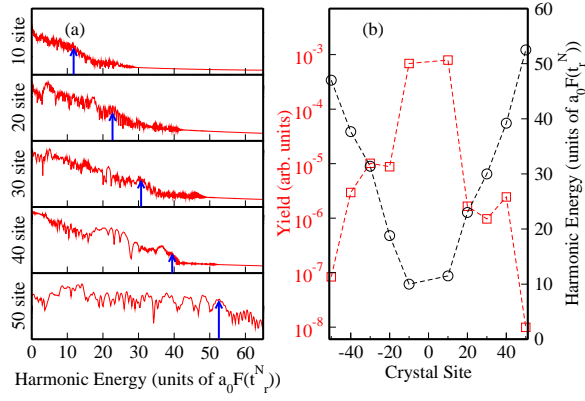 (a)
10 site
20 site
30 site
40 site
50 site
0 10 20 30 40 50 60
Harmonic Energy (units of a₀F(tᵣᴺ))
(b)
10⁻³
10⁻⁴
10⁻⁵
10⁻⁶
10⁻⁷
10⁻⁸
Yield (arb. units)
-40 -20 0 20 40
Crystal Site
60
50
40
30
20
10
0
Harmonic Energy (units of a₀F(tᵣᴺ))